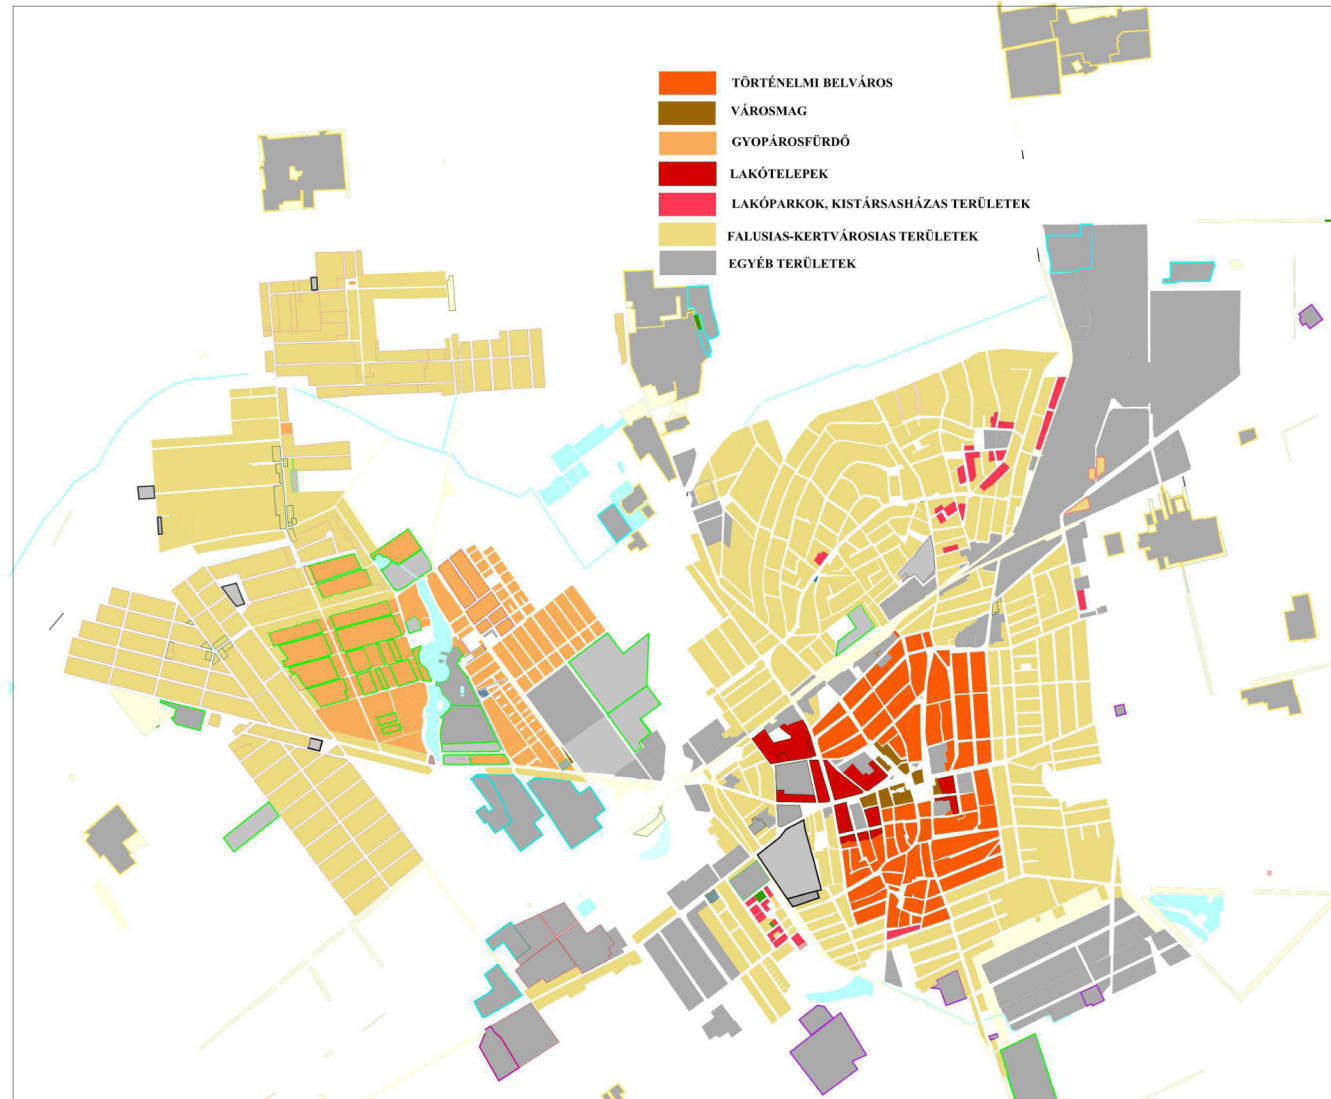 TÖRTÉNELMI BELVÁROS
VÁROSMAG
GYOPÁROSFÜRDŐ
LAKÓTELEPEK
LAKÓPARKOK, KISTÁRSASHÁZAS TERÜLETEK
FALUSIAS-KERTVÁROSIAS TERÜLETEK
EGYÉB TERÜLETEK